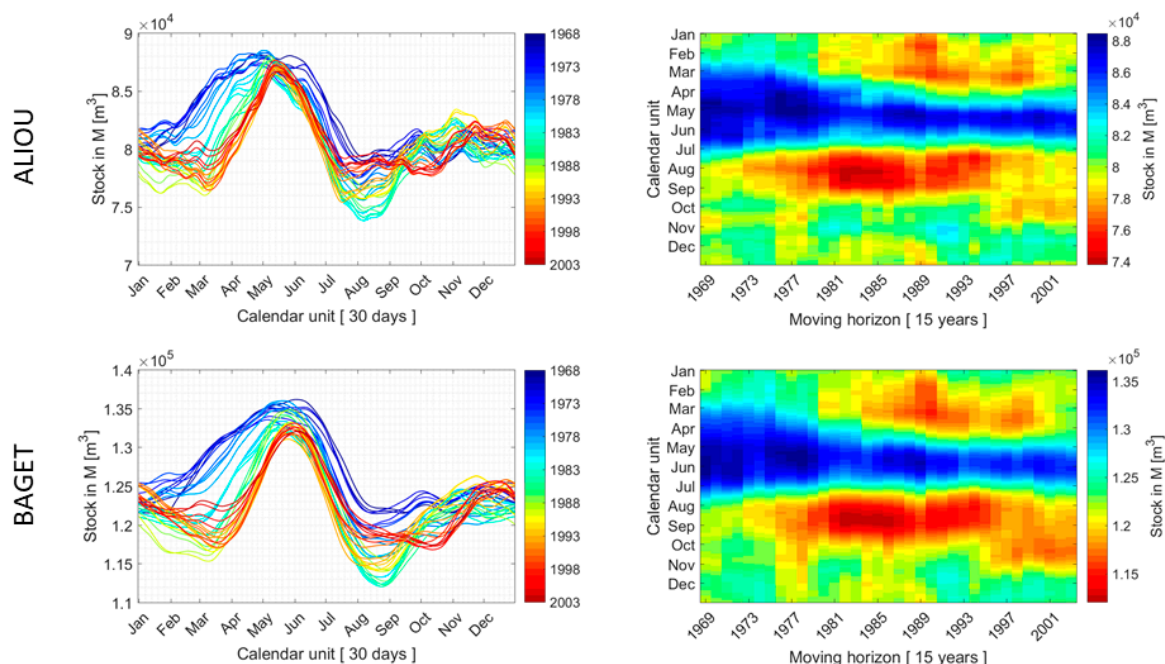 ALIOU
×10⁴
Stock in M [m³]
9
8.5
8
7.5
7
Jan
Feb
Mar
Apr
May
Jun
Jul
Aug
Sep
Oct
Nov
Dec
Calendar unit [ 30 days ]
1968
1973
1978
1983
1988
1993
1998
2003
Calendar unit
Jan
Feb
Mar
Apr
May
Jun
Jul
Aug
Sep
Oct
Nov
Dec
1969
1973
1977
1981
1985
1989
1993
1997
2001
Moving horizon [ 15 years ]
×10⁴
8.8
8.6
8.4
8.2
8
7.8
7.6
7.4
Stock in M [m³]
BAGET
×10⁵
Stock in M [m³]
1.4
1.35
1.3
1.25
1.2
1.15
1.1
Jan
Feb
Mar
Apr
May
Jun
Jul
Aug
Sep
Oct
Nov
Dec
Calendar unit [ 30 days ]
1968
1973
1978
1983
1988
1993
1998
2003
Calendar unit
Jan
Feb
Mar
Apr
May
Jun
Jul
Aug
Sep
Oct
Nov
Dec
1969
1973
1977
1981
1985
1989
1993
1997
2001
Moving horizon [ 15 years ]
×10⁵
1.35
1.3
1.25
1.2
1.15
Stock in M [m³]